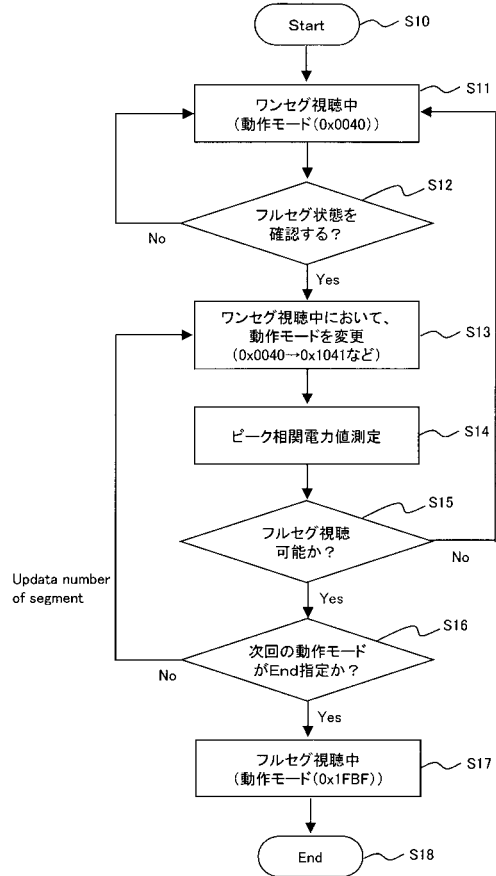 Start
S10
ワンセグ視聴中
(動作モード(0x0040))
S11
フルセグ状態を
確認する?
S12
No
Yes
ワンセグ視聴中において、
動作モードを変更
(0x0040→0x1041など)
S13
ピーク相関電力値測定
S14
フルセグ視聴
可能か?
S15
No
Updata number
of segment
Yes
次回の動作モード
がEnd指定か?
S16
No
Yes
フルセグ視聴中
(動作モード(0x1FBF))
S17
End
S18